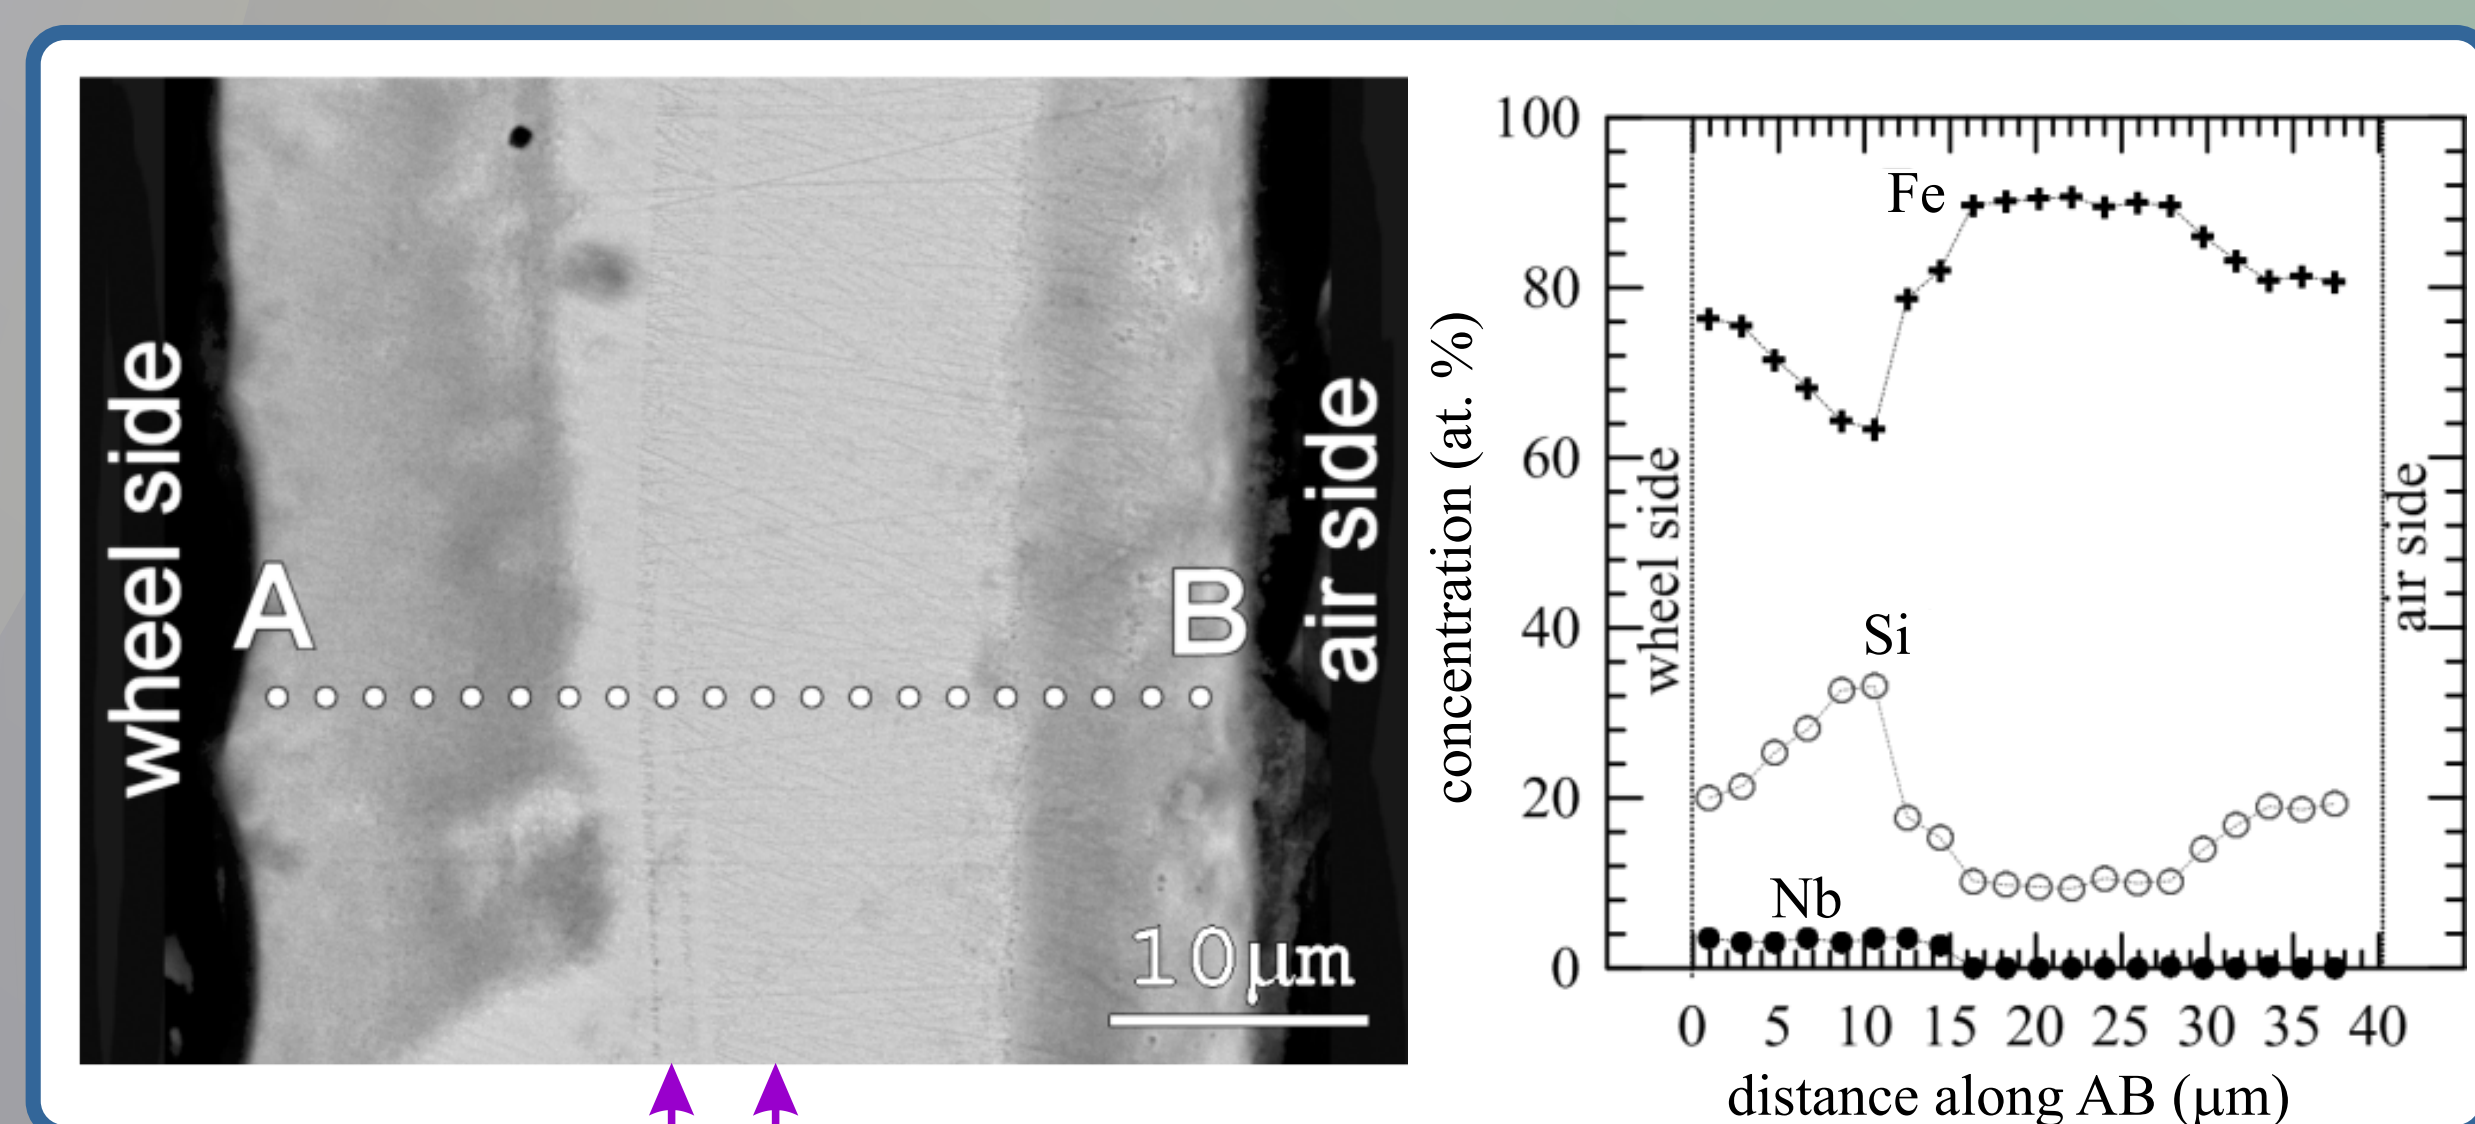 wheel side
A
B
air side
10μm
concentration (at. %)
100
80
60
40
20
0
Fe
Si
Nb
wheel side
air side
0 5 10 15 20 25 30 35 40
distance along AB (μm)